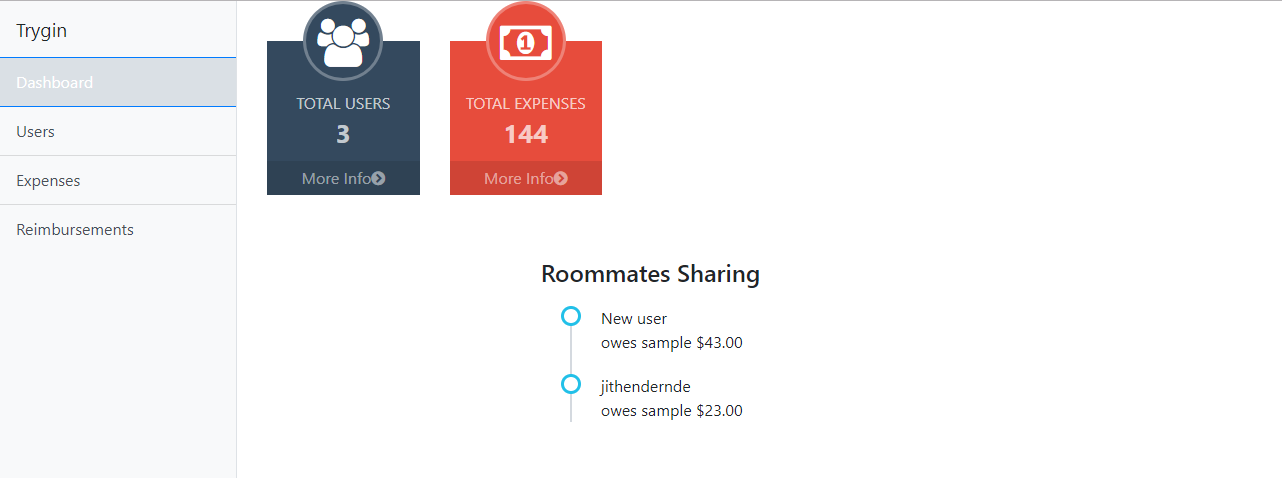 Trygin
Dashboard
Users
Expenses
Reimbursements
TOTAL USERS
3
More Info
1
TOTAL EXPENSES
144
More Info
Roommates Sharing
New user
owes sample $43.00
jithendernde
owes sample $23.00